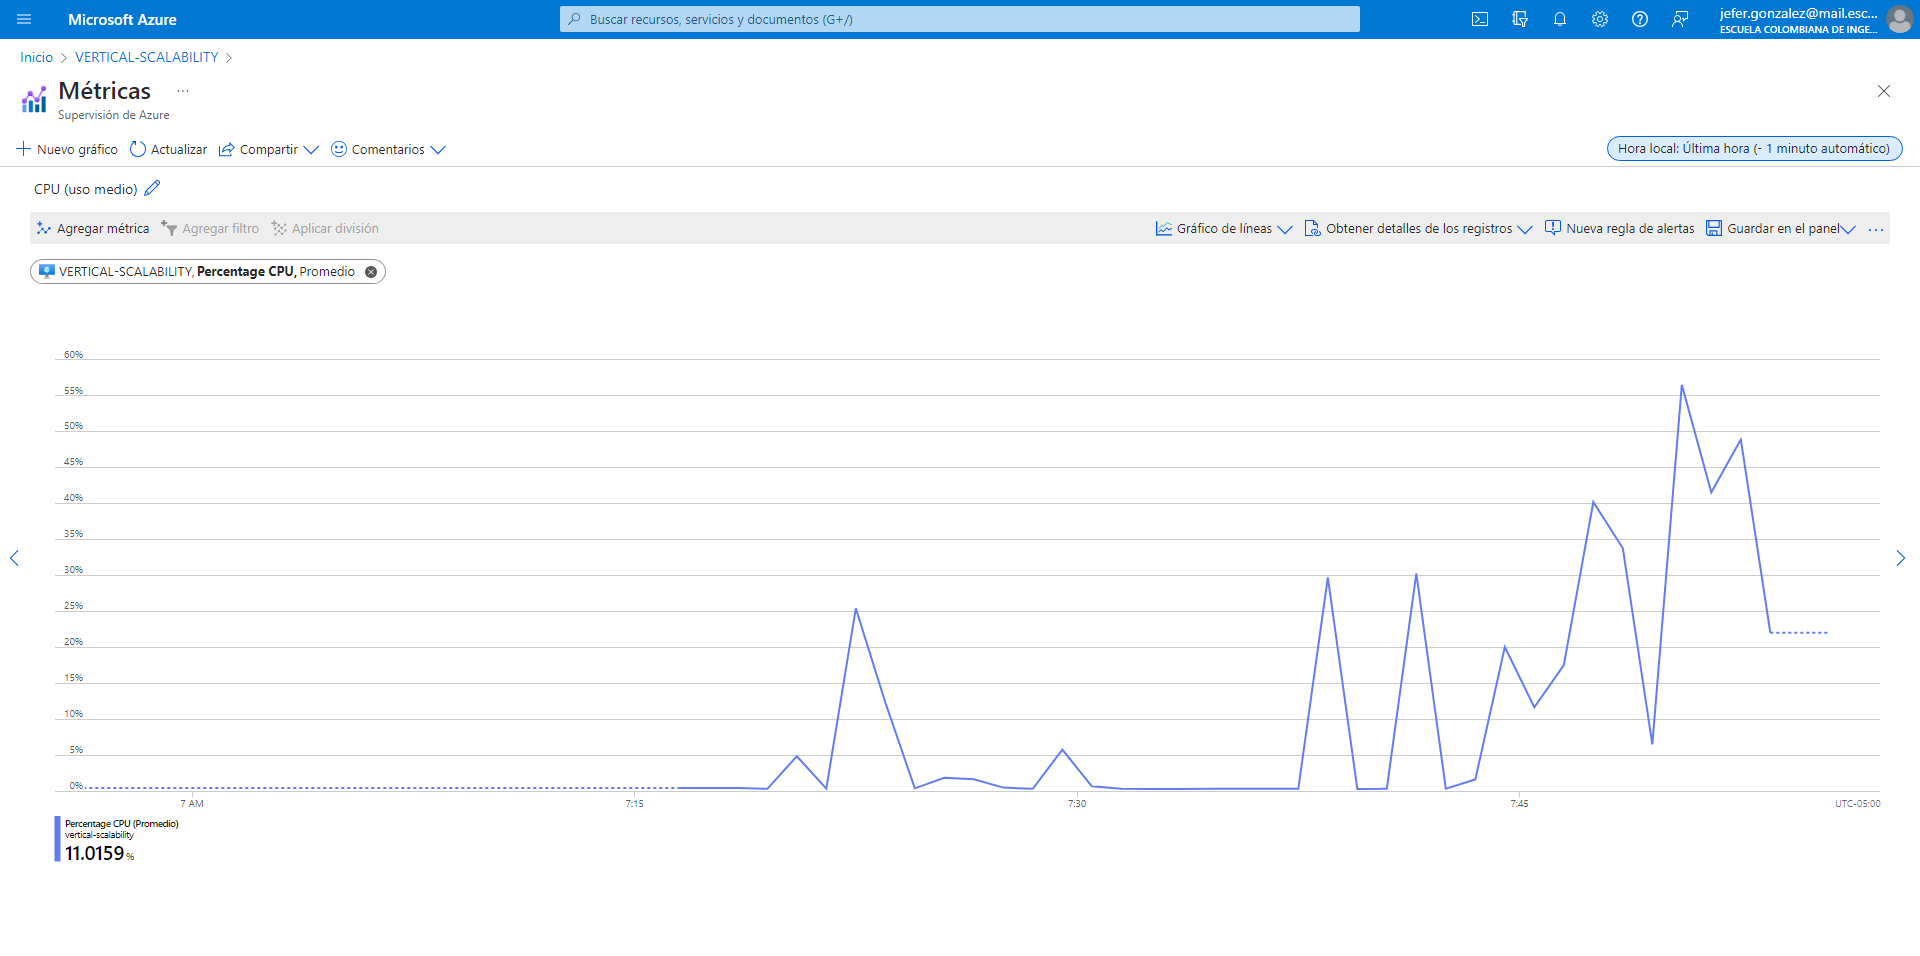 Microsoft Azure
Buscar recursos, servicios y documentos (G+/)
jefer.gonzalez@mail.esc...
ESCUELA COLOMBIANA DE INGE...
Inicio > VERTICAL-SCALABILITY >
Métricas ...
Supervisión de Azure
Nuevo gráfico Actualizar Compartir Comentarios
Hora local: Última hora (- 1 minuto automático)
CPU (uso medio)
Agregar métrica Agregar filtro Aplicar división Gráfico de líneas Obtener detalles de los registros Nueva regla de alertas Guardar en el panel ...
VERTICAL-SCALABILITY, Percentage CPU, Promedio
60%
55%
50%
45%
40%
35%
30%
25%
20%
15%
10%
5%
0%
7 AM 7:15 7:30 7:45 UTC-05:00
Percentage CPU (Promedio)
vertical-scalability
11.0159 %